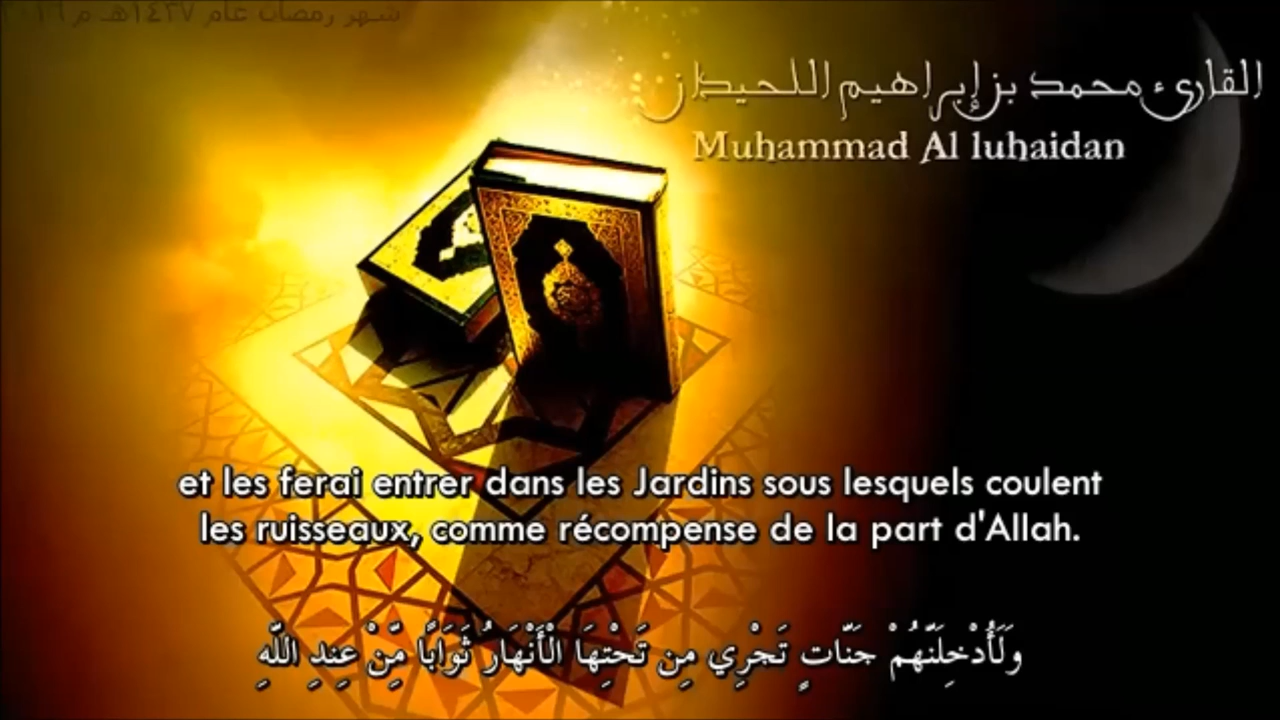 شهر رمضان عام ١٤٣٧هـ م ٢٠١٦
القارئ محمد بن إبراهيم اللحيدان
Muhammad Al luhaidan
et les ferai entrer dans les Jardins sous lesquels coulent
les ruisseaux, comme récompense de la part d'Allah.
وَلَأُدْخِلَنَّهُمْ جَنَّاتٍ تَجْرِي مِن تَحْتِهَا الْأَنْهَارُ ثَوَابًا مِّنْ عِندِ اللَّهِ